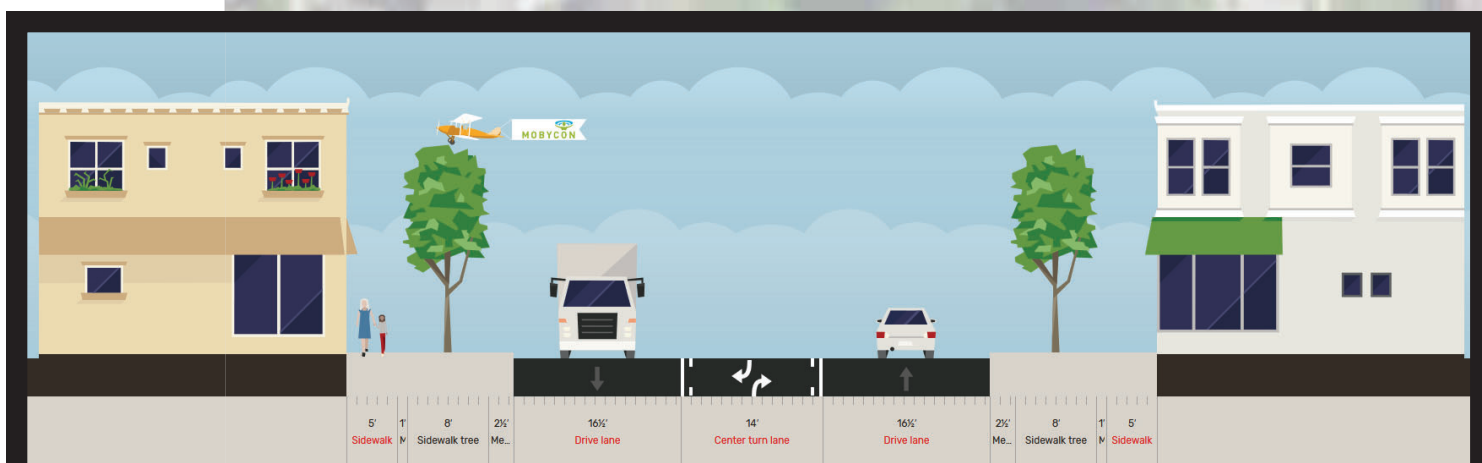 MOBYCON
5' 1' 8' 2½' 16½' 14' 16½' 2½' 8' 1' 5'
Sidewalk M Sidewalk tree Me... Drive lane Center turn lane Drive lane Me... Sidewalk tree M Sidewalk